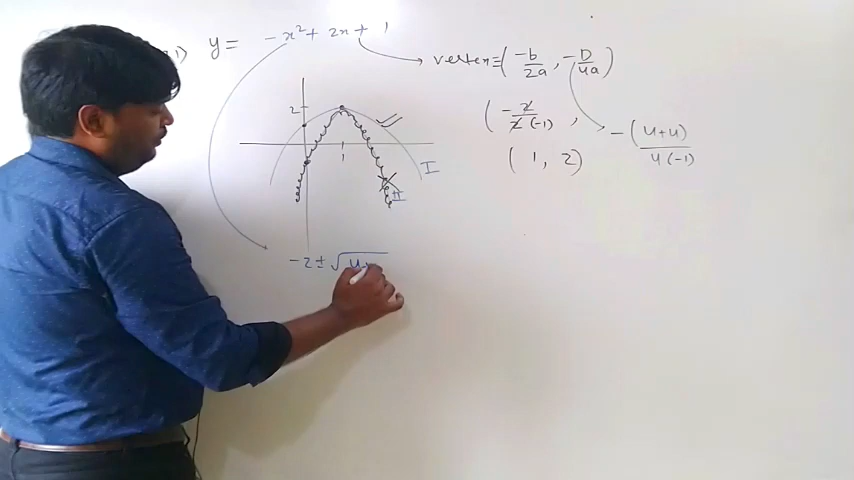 1) y = -x² + 2x + 1
vertex = (-b/2a, -D/4a)
2
(-2/2(-1) ,
-(4+4)/4(-1)
(1, 2)
1
I
II
-2 ± √4